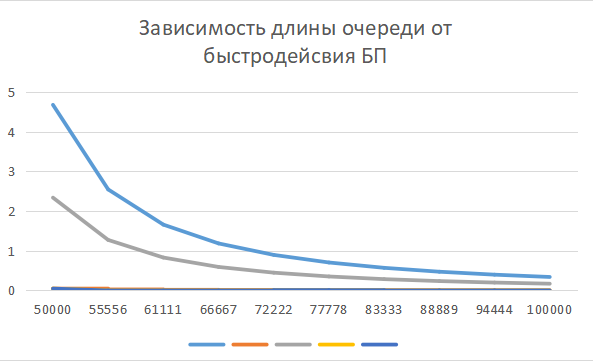 Зависимость длины очереди от
быстродейсвия БП
5
4
3
2
1
0
50000 55556 61111 66667 72222 77778 83333 88889 94444 100000